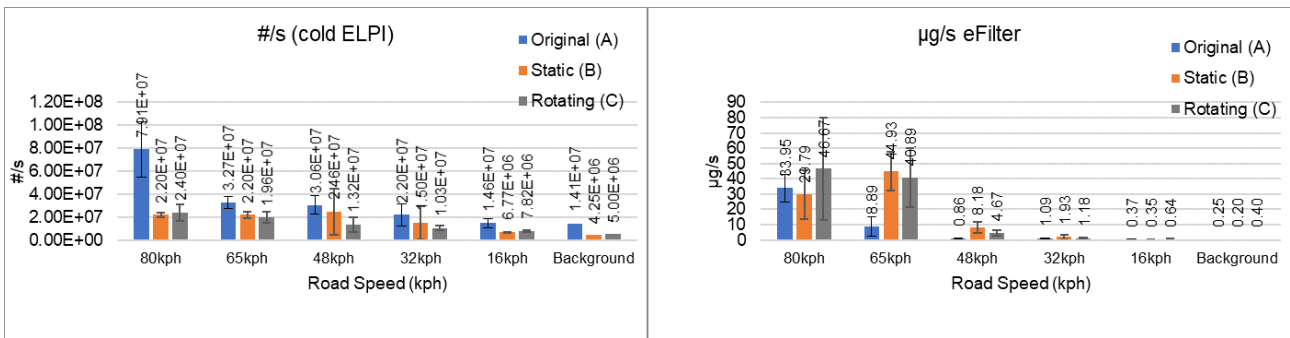 #/s (cold ELPI)
Original (A)
Static (B)
Rotating (C)
#/s
1.20E+08
1.00E+08
8.00E+07
6.00E+07
4.00E+07
2.00E+07
0.00E+00
7.91E+07
2.20E+07
2.40E+07
3.27E+07
2.20E+07
1.96E+07
3.06E+07
2.46E+07
1.32E+07
2.20E+07
1.50E+07
1.03E+07
1.46E+07
6.77E+06
7.82E+06
1.41E+07
4.25E+06
5.00E+06
80kph 65kph 48kph 32kph 16kph Background
Road Speed (kph)
µg/s eFilter
Original (A)
Static (B)
Rotating (C)
µg/s
90
80
70
60
50
40
30
20
10
0
33.95
29.79
46.67
8.89
44.93
40.89
0.86
8.18
4.67
1.09
1.93
1.18
0.37
0.35
0.64
0.25
0.20
0.40
80kph 65kph 48kph 32kph 16kph Background
Road Speed (kph)